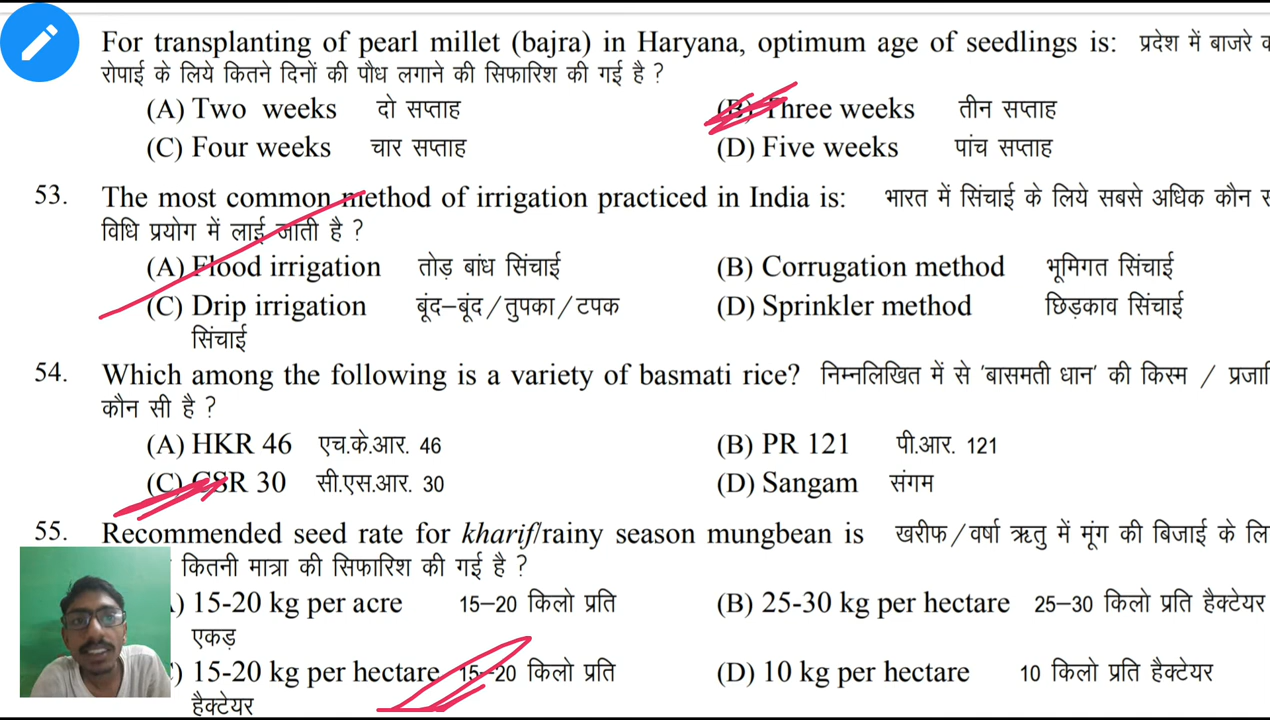 For transplanting of pearl millet (bajra) in Haryana, optimum age of seedlings is: प्रदेश में बाजरे
रोपाई के लिये कितने दिनों की पौध लगाने की सिफारिश की गई है ?
(A) Two weeks दो सप्ताह (B) Three weeks तीन सप्ताह
(C) Four weeks चार सप्ताह (D) Five weeks पांच सप्ताह
53. The most common method of irrigation practiced in India is: भारत में सिंचाई के लिये सबसे अधिक कौन
विधि प्रयोग में लाई जाती है ?
(A) Flood irrigation तोड़ बांध सिंचाई (B) Corrugation method भूमिगत सिंचाई
(C) Drip irrigation बूंद–बूंद / तुपका / टपक (D) Sprinkler method छिड़काव सिंचाई
सिंचाई
54. Which among the following is a variety of basmati rice? निम्नलिखित में से 'बासमती धान' की किस्म /
कौन सी है ?
(A) HKR 46 एच.के.आर. 46 (B) PR 121 पी.आर. 121
(C) CSR 30 सी.एस.आर. 30 (D) Sangam संगम
55. Recommended seed rate for kharif/rainy season mungbean is खरीफ / वर्षा ऋतु में मूंग की बिजाई के
कितनी मात्रा की सिफारिश की गई है ?
) 15-20 kg per acre 15–20 किलो प्रति (B) 25-30 kg per hectare 25–30 किलो प्रति हैक्टेयर
एकड़
) 15-20 kg per hectare 15–20 किलो प्रति (D) 10 kg per hectare 10 किलो प्रति हैक्टेयर
हैक्टेयर